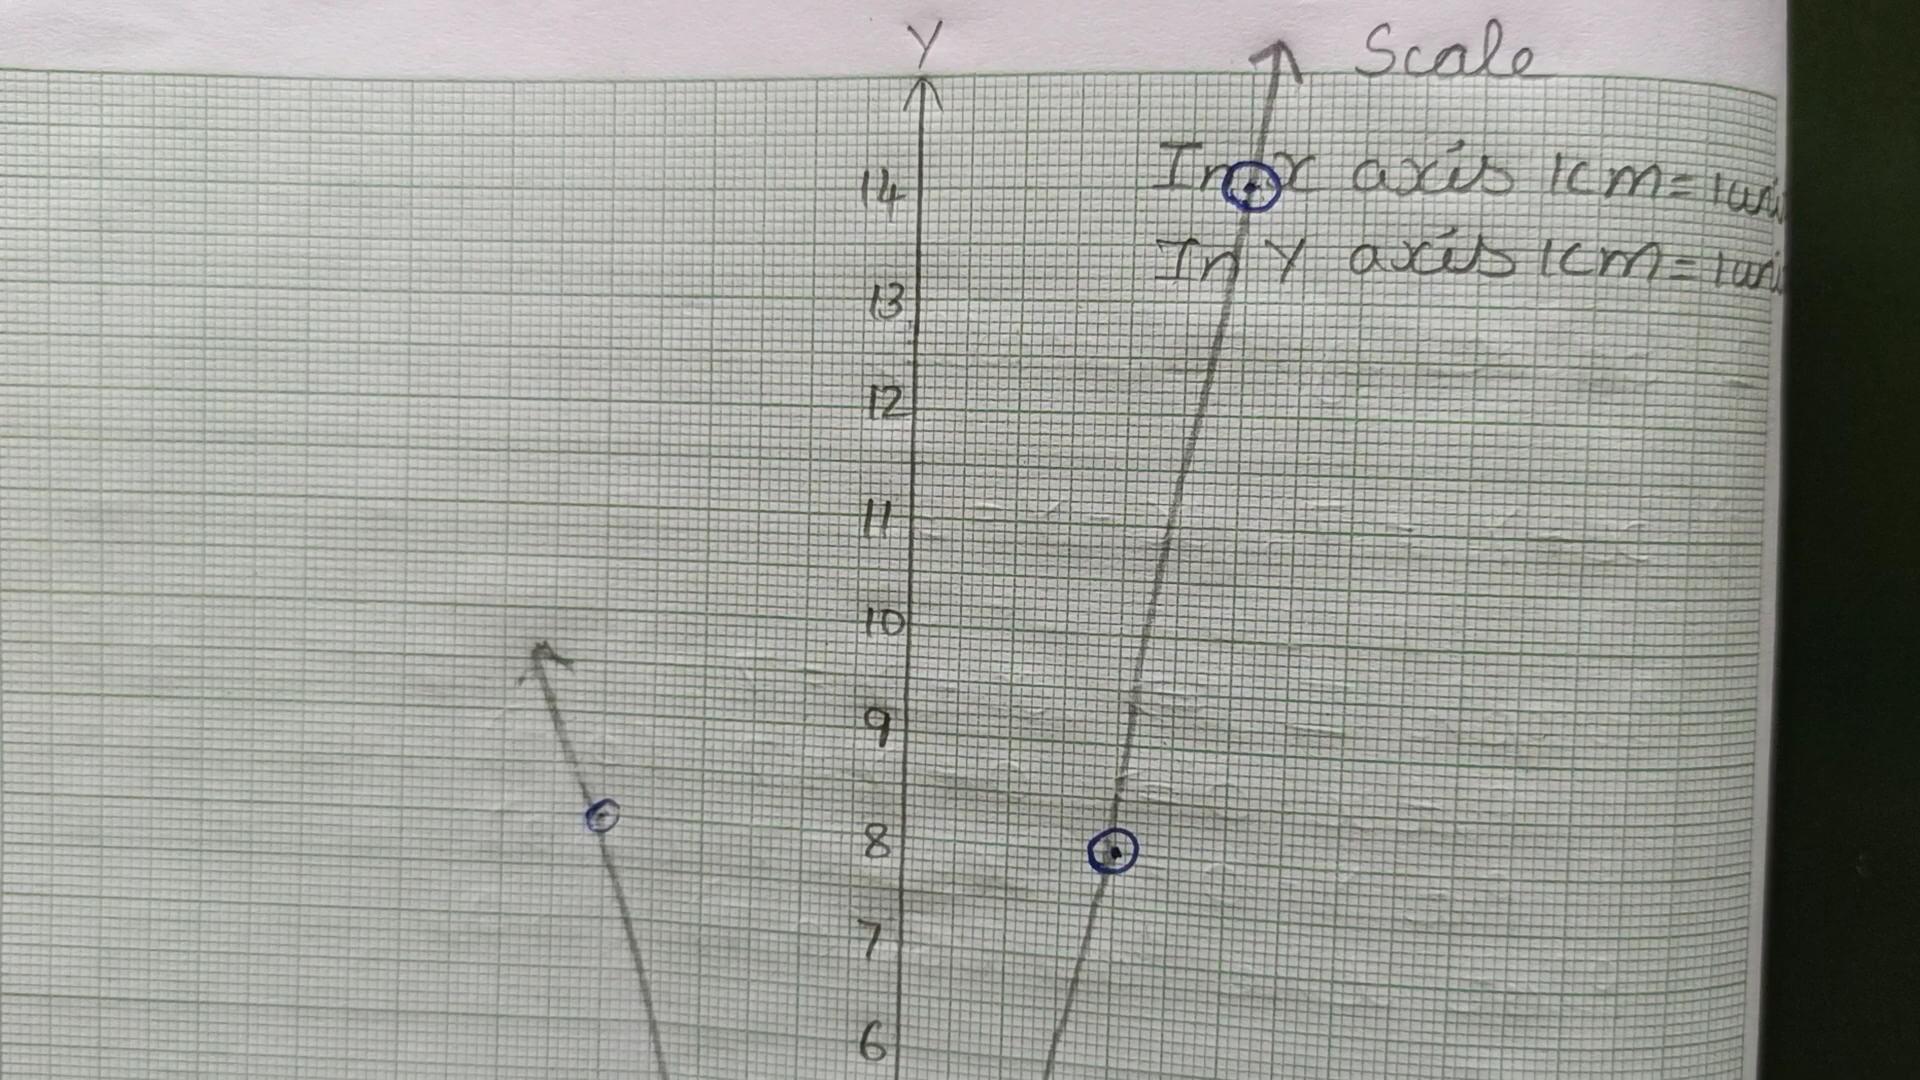 Y
Scale
In x axis 1cm=1uni
In Y axis 1cm=1uni
14
13
12
11
10
9
8
7
6